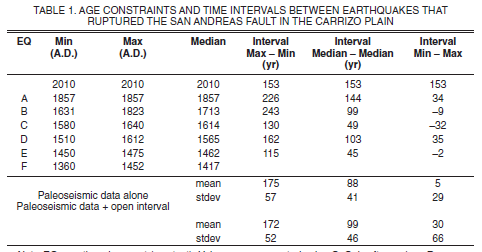 TABLE 1. AGE CONSTRAINTS AND TIME INTERVALS BETWEEN EARTHQUAKES THAT
RUPTURED THE SAN ANDREAS FAULT IN THE CARRIZO PLAIN
EQ Min Max Median Interval Interval Interval
(A.D.) (A.D.) Max – Min Median – Median Min – Max
(yr) (yr)
2010 2010 2010 153 153 153
A 1857 1857 1857 226 144 34
B 1631 1823 1713 243 99 –9
C 1580 1640 1614 130 49 –32
D 1510 1612 1565 162 103 35
E 1450 1475 1462 115 45 –2
F 1360 1452 1417
mean 175 88 5
Paleoseismic data alone stdev 57 41 29
Paleoseismic data + open interval
mean 172 99 30
stdev 52 46 66